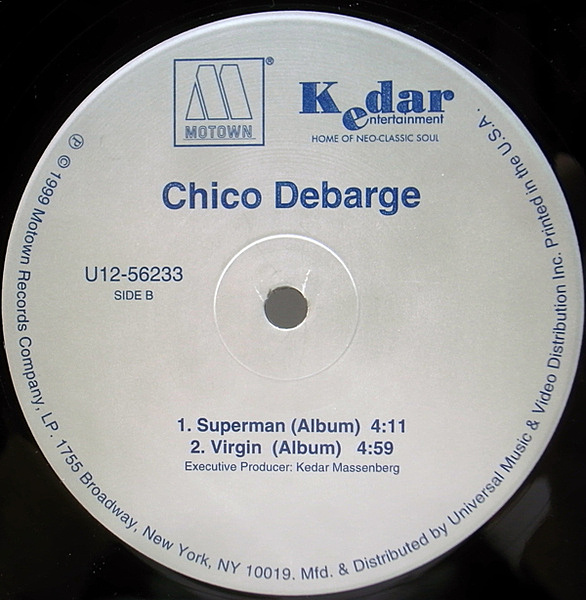 MOTOWN®
Kedar
entertainment
HOME OF NEO-CLASSIC SOUL
Chico Debarge
U12-56233
SIDE B
1. Superman (Album) 4:11
2. Virgin (Album) 4:59
Executive Producer: Kedar Massenberg
℗ © 1999 Motown Records Company, LP. 1755 Broadway, New York, NY 10019. Mfd. & Distributed by Universal Music & Video Distribution Inc. Printed in the U.S.A.